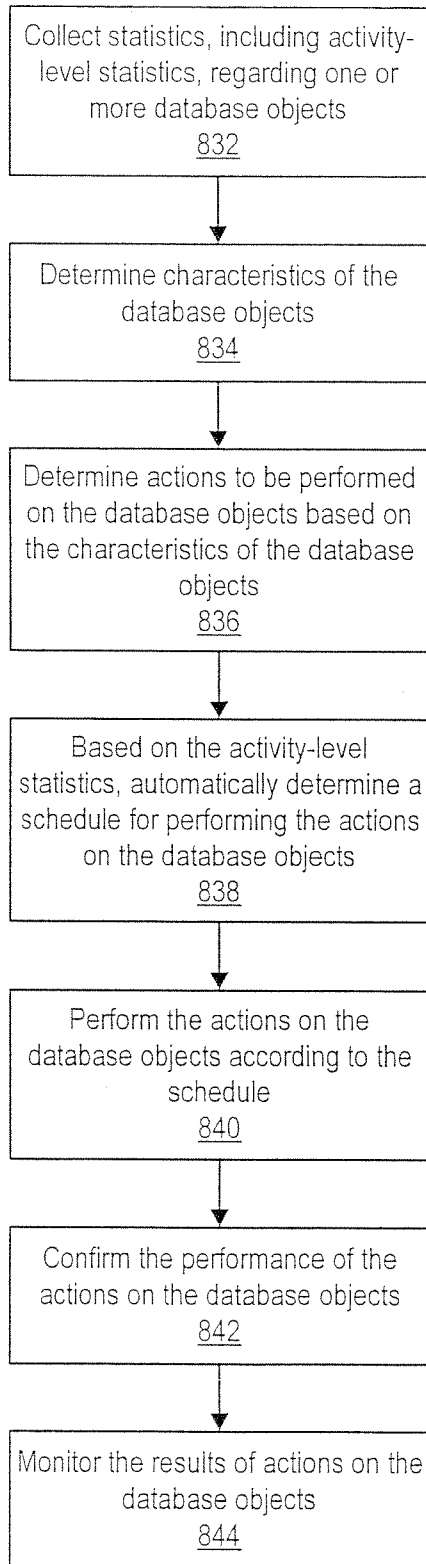 Collect statistics, including activity-
level statistics, regarding one or
more database objects
832
Determine characteristics of the
database objects
834
Determine actions to be performed
on the database objects based on
the characteristics of the database
objects
836
Based on the activity-level
statistics, automatically determine a
schedule for performing the actions
on the database objects
838
Perform the actions on the
database objects according to the
schedule
840
Confirm the performance of the
actions on the database objects
842
Monitor the results of actions on the
database objects
844